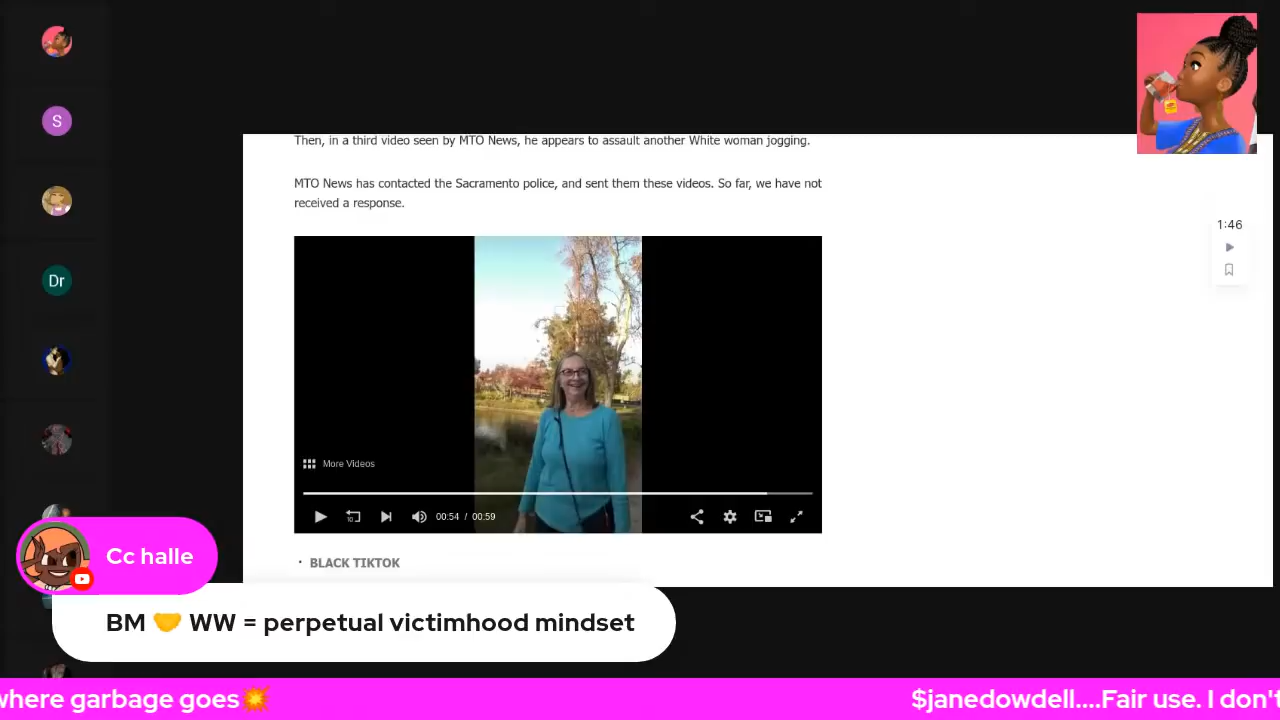 Then, in a third video seen by MTO News, he appears to assault another White woman jogging.
MTO News has contacted the Sacramento police, and sent them these videos. So far, we have not
received a response.
1:46
S
Dr
More Videos
10
00:54 / 00:59
• BLACK TIKTOK
Cc halle
BM 🤝 WW = perpetual victimhood mindset
where garbage goes💥
$janedowdell....Fair use. I don't